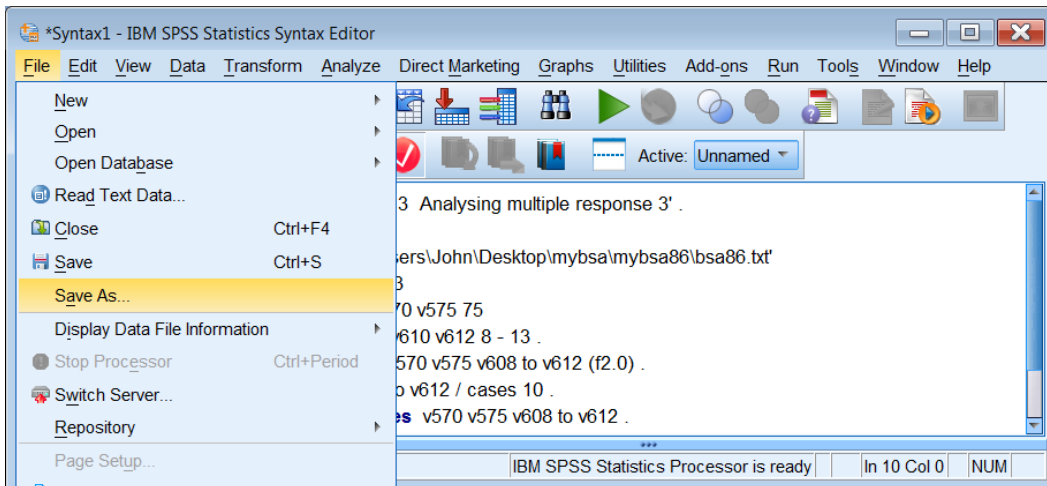 *Syntax1 - IBM SPSS Statistics Syntax Editor
File Edit View Data Transform Analyze Direct Marketing Graphs Utilities Add-ons Run Tools Window Help
New
Open
Open Database
Read Text Data...
Close Ctrl+F4
Save Ctrl+S
Save As...
Display Data File Information
Stop Processor Ctrl+Period
Switch Server...
Repository
Page Setup...
Active: Unnamed
3 Analysing multiple response 3' .
ers\John\Desktop\mybsa\mybsa86\bsa86.txt'
3
70 v575 75
v610 v612 8 - 13 .
570 v575 v608 to v612 (f2.0) .
o v612 / cases 10 .
es v570 v575 v608 to v612 .
IBM SPSS Statistics Processor is ready In 10 Col 0 NUM